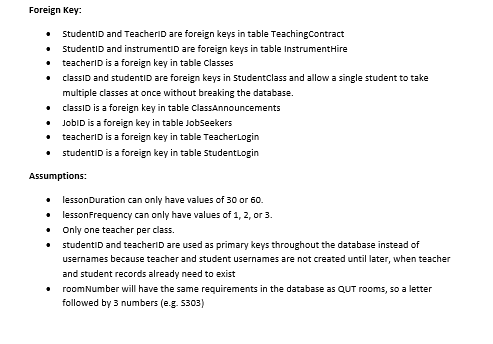 Foreign Key:
• StudentID and TeacherID are foreign keys in table TeachingContract
• StudentID and instrumentID are foreign keys in table InstrumentHire
• teacherID is a foreign key in table Classes
• classID and studentID are foreign keys in StudentClass and allow a single student to take
multiple classes at once without breaking the database.
• classID is a foreign key in table ClassAnnouncements
• JobID is a foreign key in table JobSeekers
• teacherID is a foreign key in table TeacherLogin
• studentID is a foreign key in table StudentLogin
Assumptions:
• lessonDuration can only have values of 30 or 60.
• lessonFrequency can only have values of 1, 2, or 3.
• Only one teacher per class.
• studentID and teacherID are used as primary keys throughout the database instead of
usernames because teacher and student usernames are not created until later, when teacher
and student records already need to exist
• roomNumber will have the same requirements in the database as QUT rooms, so a letter
followed by 3 numbers (e.g. S303)